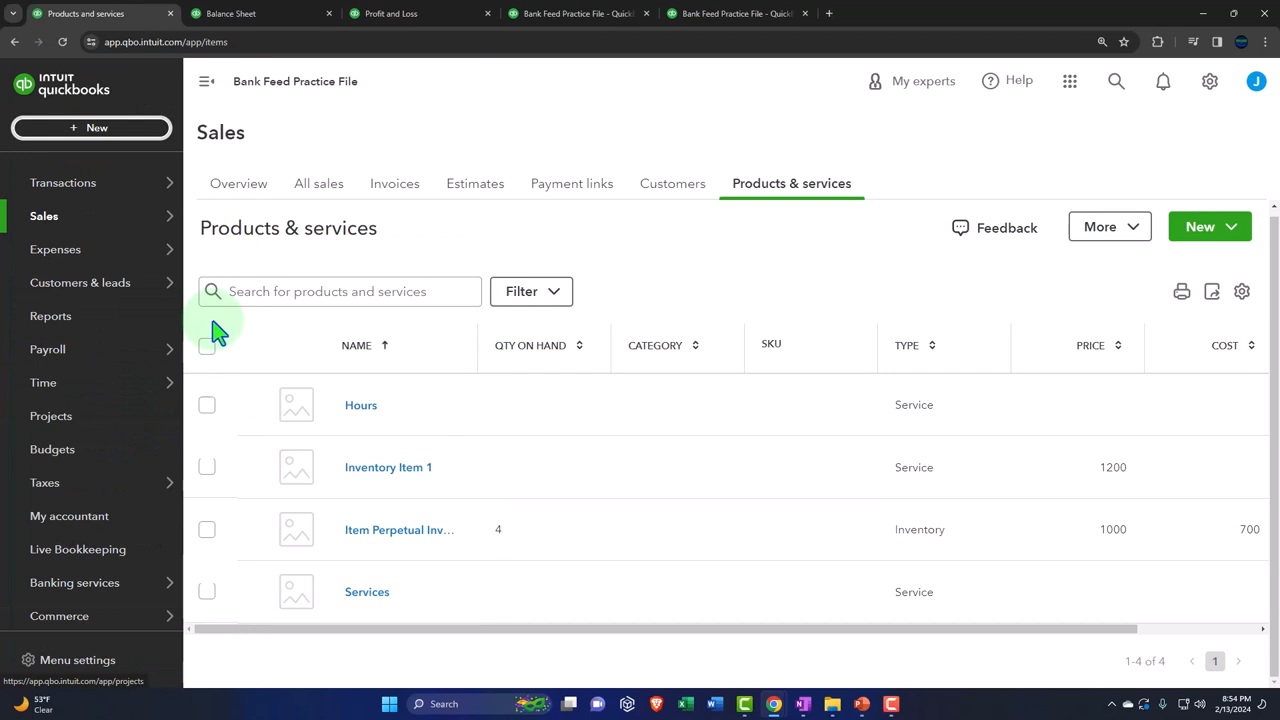 Products and services
Balance Sheet
Profit and Loss
Bank Feed Practice File - Quick
Bank Feed Practice File - Quick
app.qbo.intuit.com/app/items
INTUIT
quickbooks
Bank Feed Practice File
My experts
Help
J
+ New
Sales
Transactions
Sales
Expenses
Customers & leads
Reports
Payroll
Time
Projects
Budgets
Taxes
My accountant
Live Bookkeeping
Banking services
Commerce
Menu settings
Overview
All sales
Invoices
Estimates
Payment links
Customers
Products & services
Products & services
Feedback
More
New
Search for products and services
Filter
NAME QTY ON HAND CATEGORY SKU TYPE PRICE COST
Hours Service
Inventory Item 1 Service 1200
Item Perpetual Inv... 4 Inventory 1000 700
Services Service
1-4 of 4
1
https://app.qbo.intuit.com/app/projects
53°F
Clear
Search
8:54 PM
2/13/2024